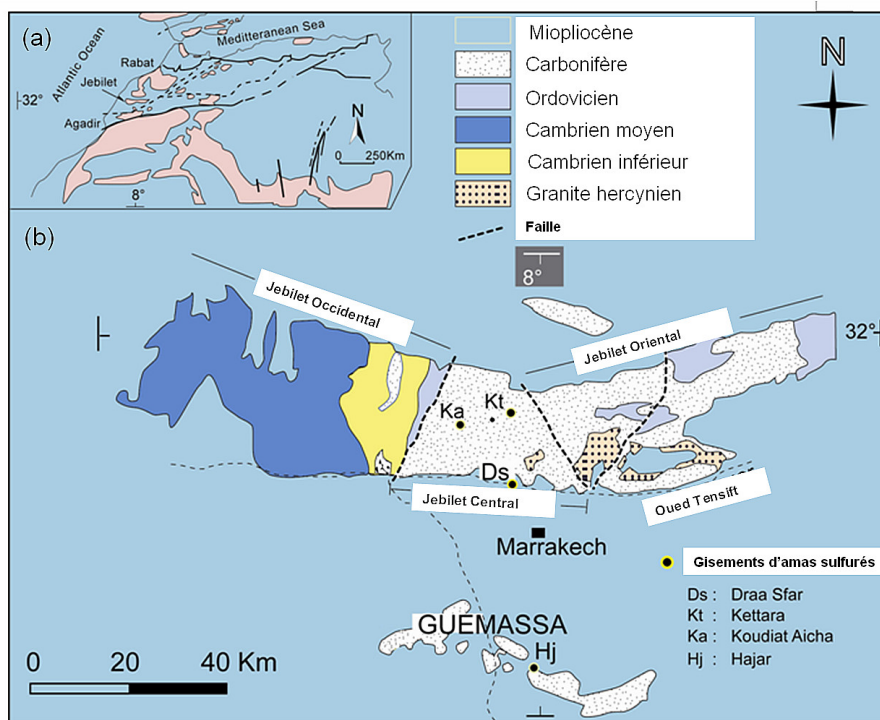 (a)
Atlantic Ocean
Meditteranean Sea
Rabat
Jebilet
32°
Agadir
N
0 250Km
8°
Miopliocène
Carbonifère
Ordovicien
Cambrien moyen
Cambrien inférieur
Granite hercynien
Faille
N
(b)
8°
Jebilet Occidental
Jebilet Oriental
32°
Ka
Kt
Ds
Jebilet Central
Oued Tensift
Marrakech
Gisements d'amas sulfurés
Ds : Draa Sfar
Kt : Kettara
Ka : Koudiat Aicha
Hj : Hajar
GUEMASSA
Hj
0 20 40 Km